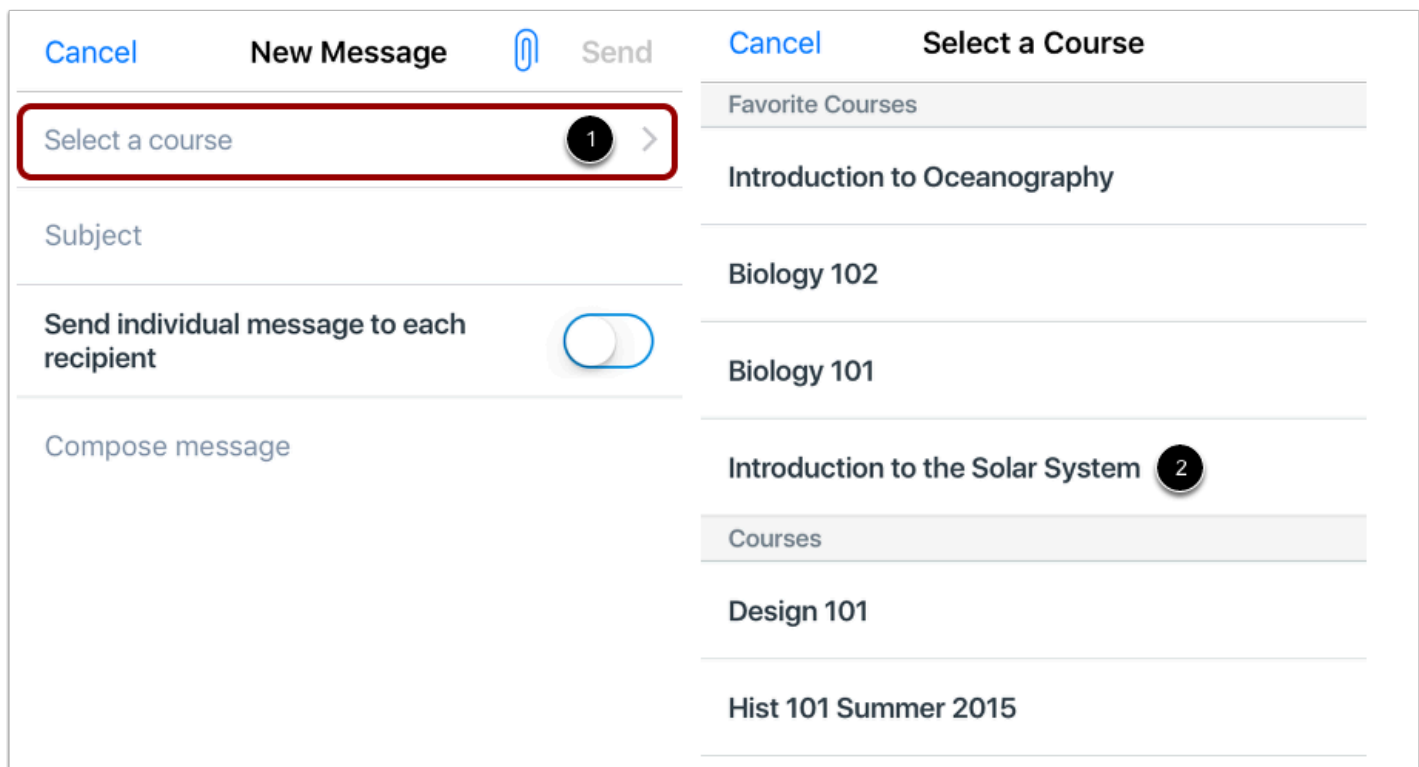 Cancel New Message Send
Select a course 1
Subject
Send individual message to each
recipient
Compose message
Cancel Select a Course
Favorite Courses
Introduction to Oceanography
Biology 102
Biology 101
Introduction to the Solar System 2
Courses
Design 101
Hist 101 Summer 2015